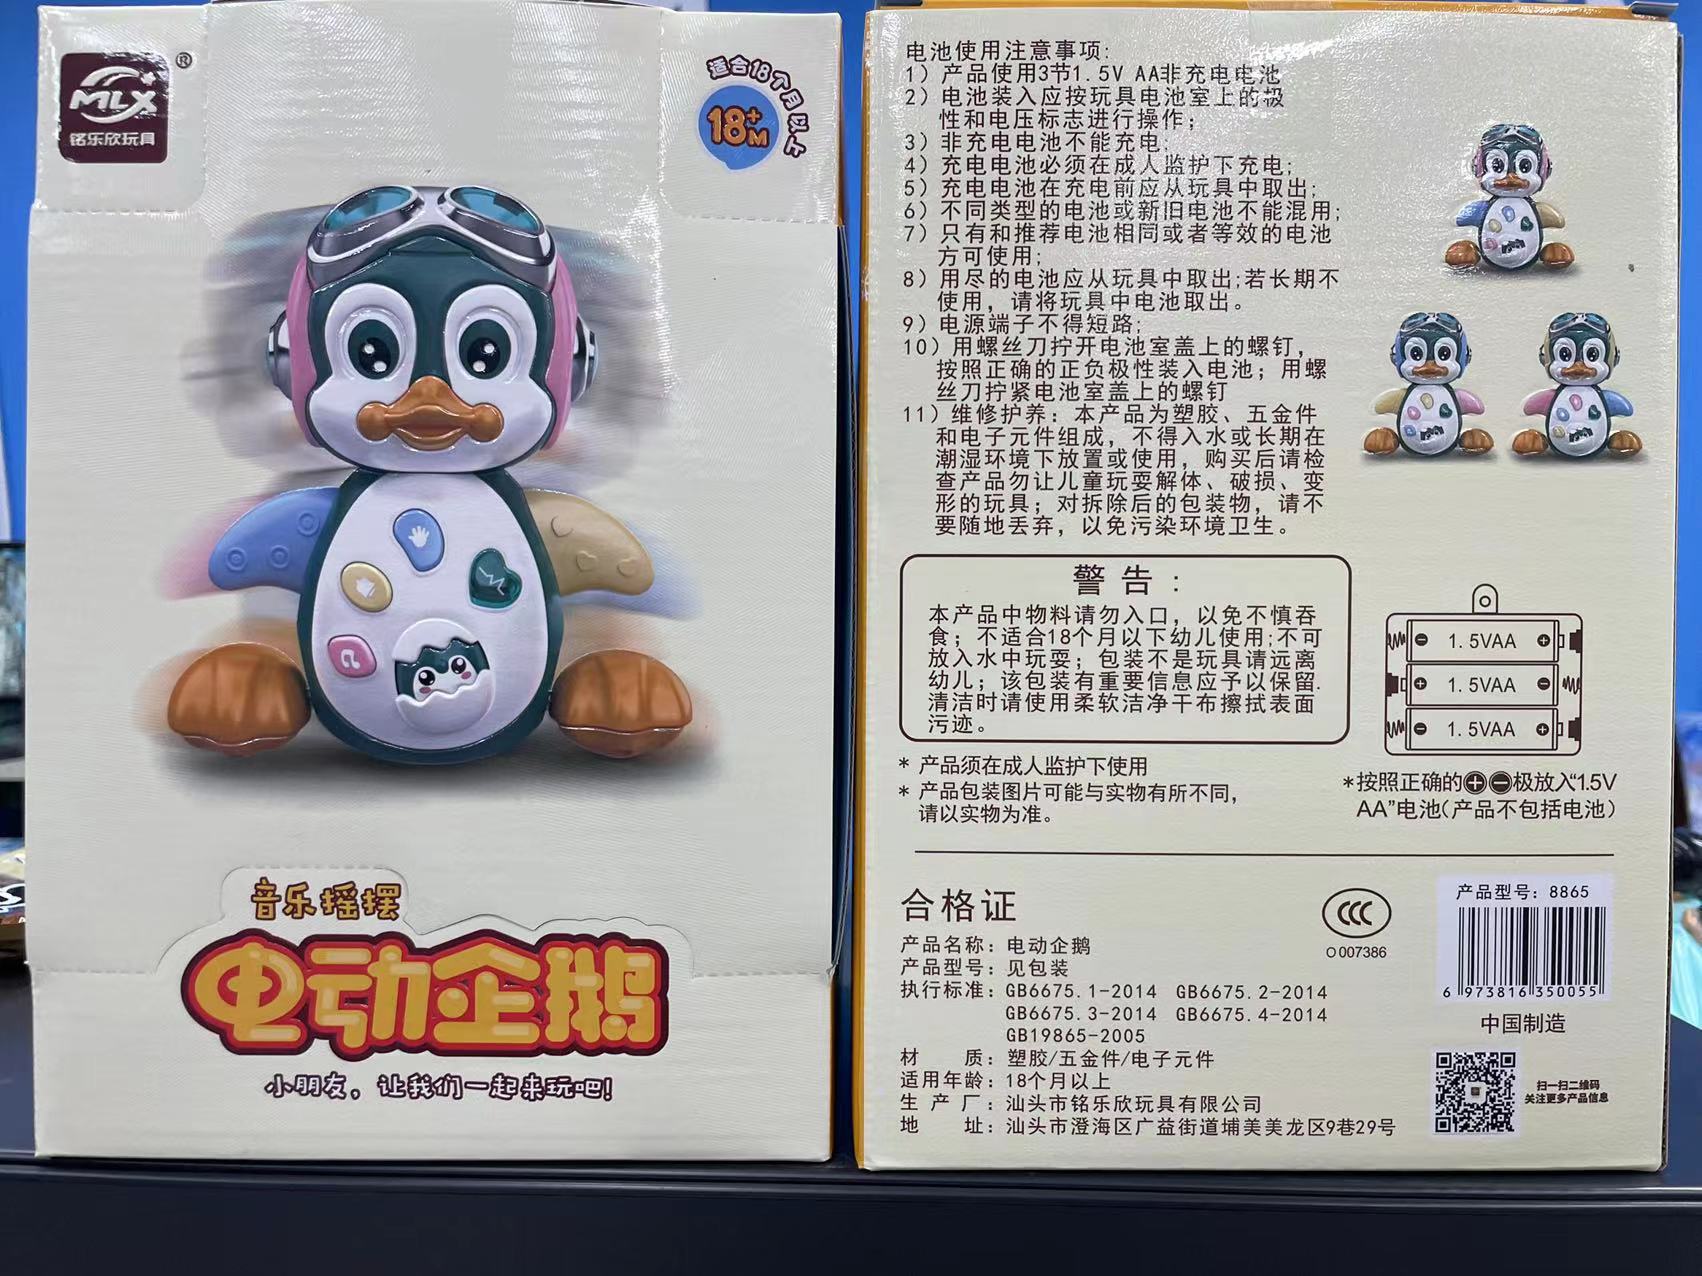 MLX
®
铭乐欣玩具
适合18个月以上
18+M
音乐摇摆
电动企鹅
小朋友，让我们一起来玩吧!
电池使用注意事项:
1）产品使用3节1.5V AA非充电电池
2）电池装入应按玩具电池室上的极
性和电压标志进行操作;
3）非充电电池不能充电;
4）充电电池必须在成人监护下充电;
5）充电电池在充电前应从玩具中取出;
6）不同类型的电池或新旧电池不能混用;
7）只有和推荐电池相同或者等效的电池
方可使用;
8）用尽的电池应从玩具中取出;若长期不
使用，请将玩具中电池取出。
9）电源端子不得短路;
10）用螺丝刀拧开电池室盖上的螺钉，
按照正确的正负极性装入电池；用螺
丝刀拧紧电池室盖上的螺钉
11）维修护养：本产品为塑胶、五金件
和电子元件组成，不得入水或长期在
潮湿环境下放置或使用，购买后请检
查产品勿让儿童玩耍解体、破损、变
形的玩具；对拆除后的包装物，请不
要随地丢弃，以免污染环境卫生。
警告：
本产品中物料请勿入口，以免不慎吞
食；不适合18个月以下幼儿使用;不可
放入水中玩耍；包装不是玩具请远离
幼儿；该包装有重要信息应予以保留.
清洁时请使用柔软洁净干布擦拭表面
污迹。
1.5VAA
1.5VAA
1.5VAA
* 产品须在成人监护下使用
* 产品包装图片可能与实物有所不同，
请以实物为准。
*按照正确的+-极放入“1.5V
AA”电池(产品不包括电池)
合格证
CCC
O007386
产品名称：电动企鹅
产品型号：见包装
执行标准：GB6675.1-2014 GB6675.2-2014
GB6675.3-2014 GB6675.4-2014
GB19865-2005
材 质：塑胶/五金件/电子元件
适用年龄：18个月以上
生 产 厂：汕头市铭乐欣玩具有限公司
地 址：汕头市澄海区广益街道埔美美龙区9巷29号
产品型号：8865
6 973816 350055
中国制造
扫一扫二维码
关注更多产品信息